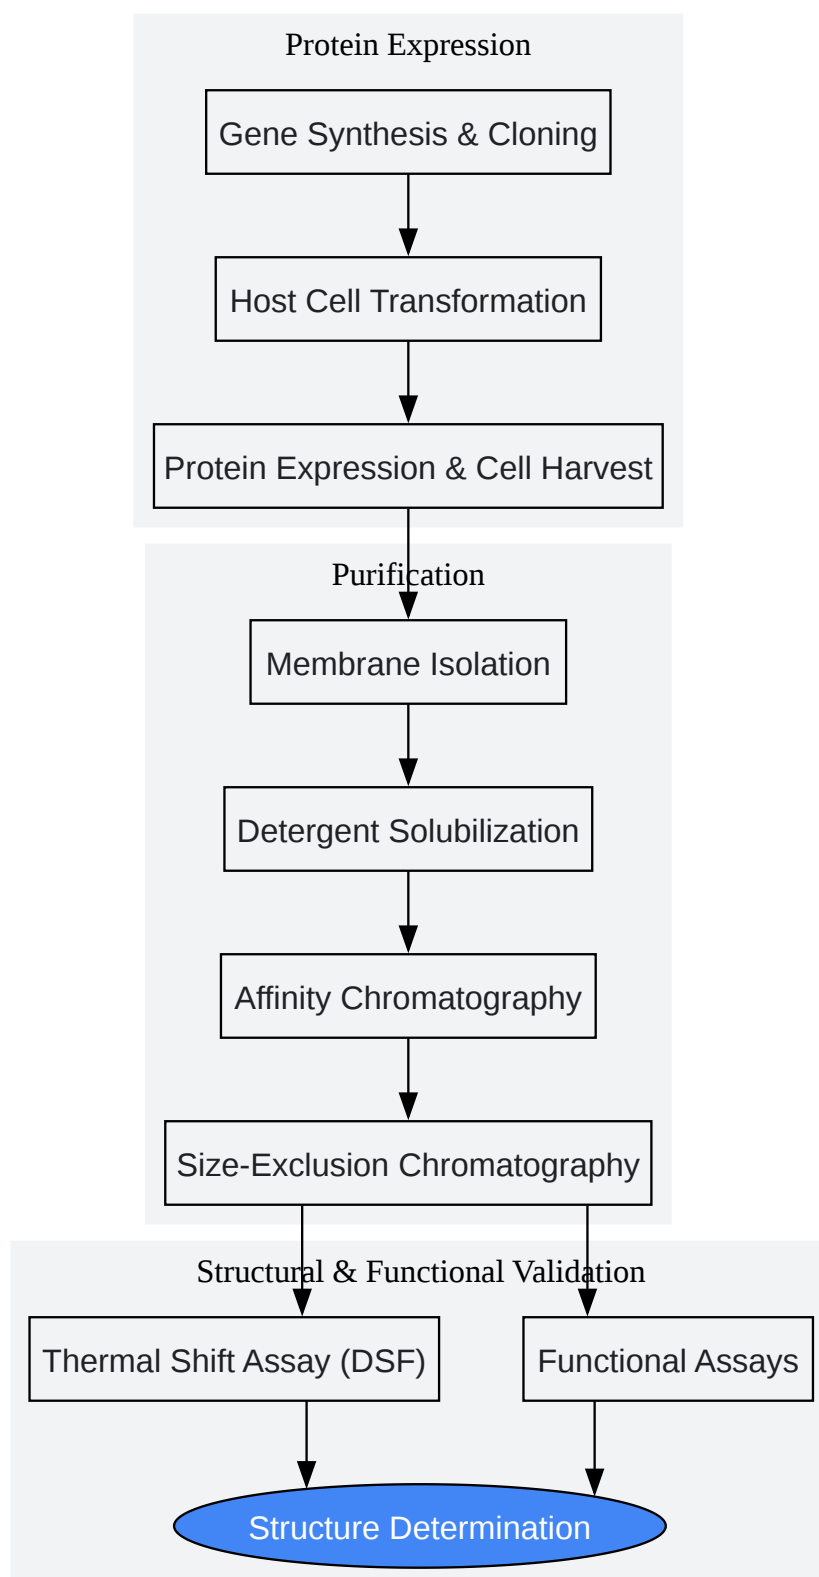 Protein Expression
Gene Synthesis & Cloning
Host Cell Transformation
Protein Expression & Cell Harvest
Purification
Membrane Isolation
Detergent Solubilization
Affinity Chromatography
Size-Exclusion Chromatography
Structural & Functional Validation
Thermal Shift Assay (DSF)
Functional Assays
Structure Determination